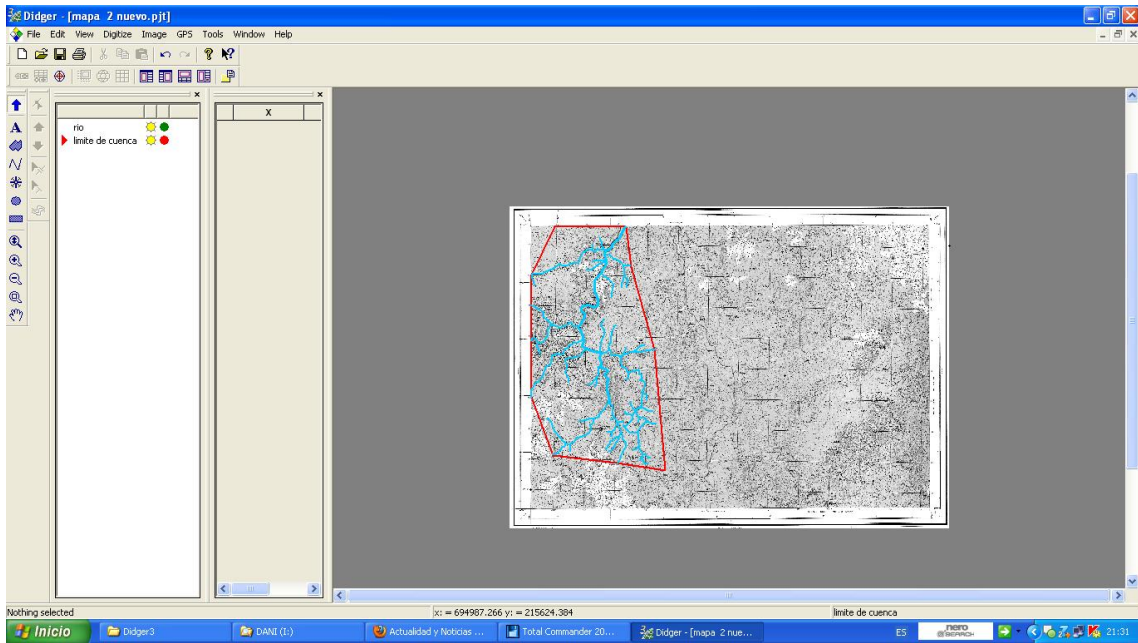 Didger - [mapa  2 nuevo.pjt]
File Edit View Digitize Image GPS Tools Window Help
X
rio
limite de cuenca
Nothing selected
x: = 694987.266 y: = 215624.384
limite de cuenca
Inicio
Didger3
DANI (I:)
Actualidad y Noticias ...
Total Commander 20...
Didger - [mapa 2 nue...
ES
nero
SEARCH
21:31